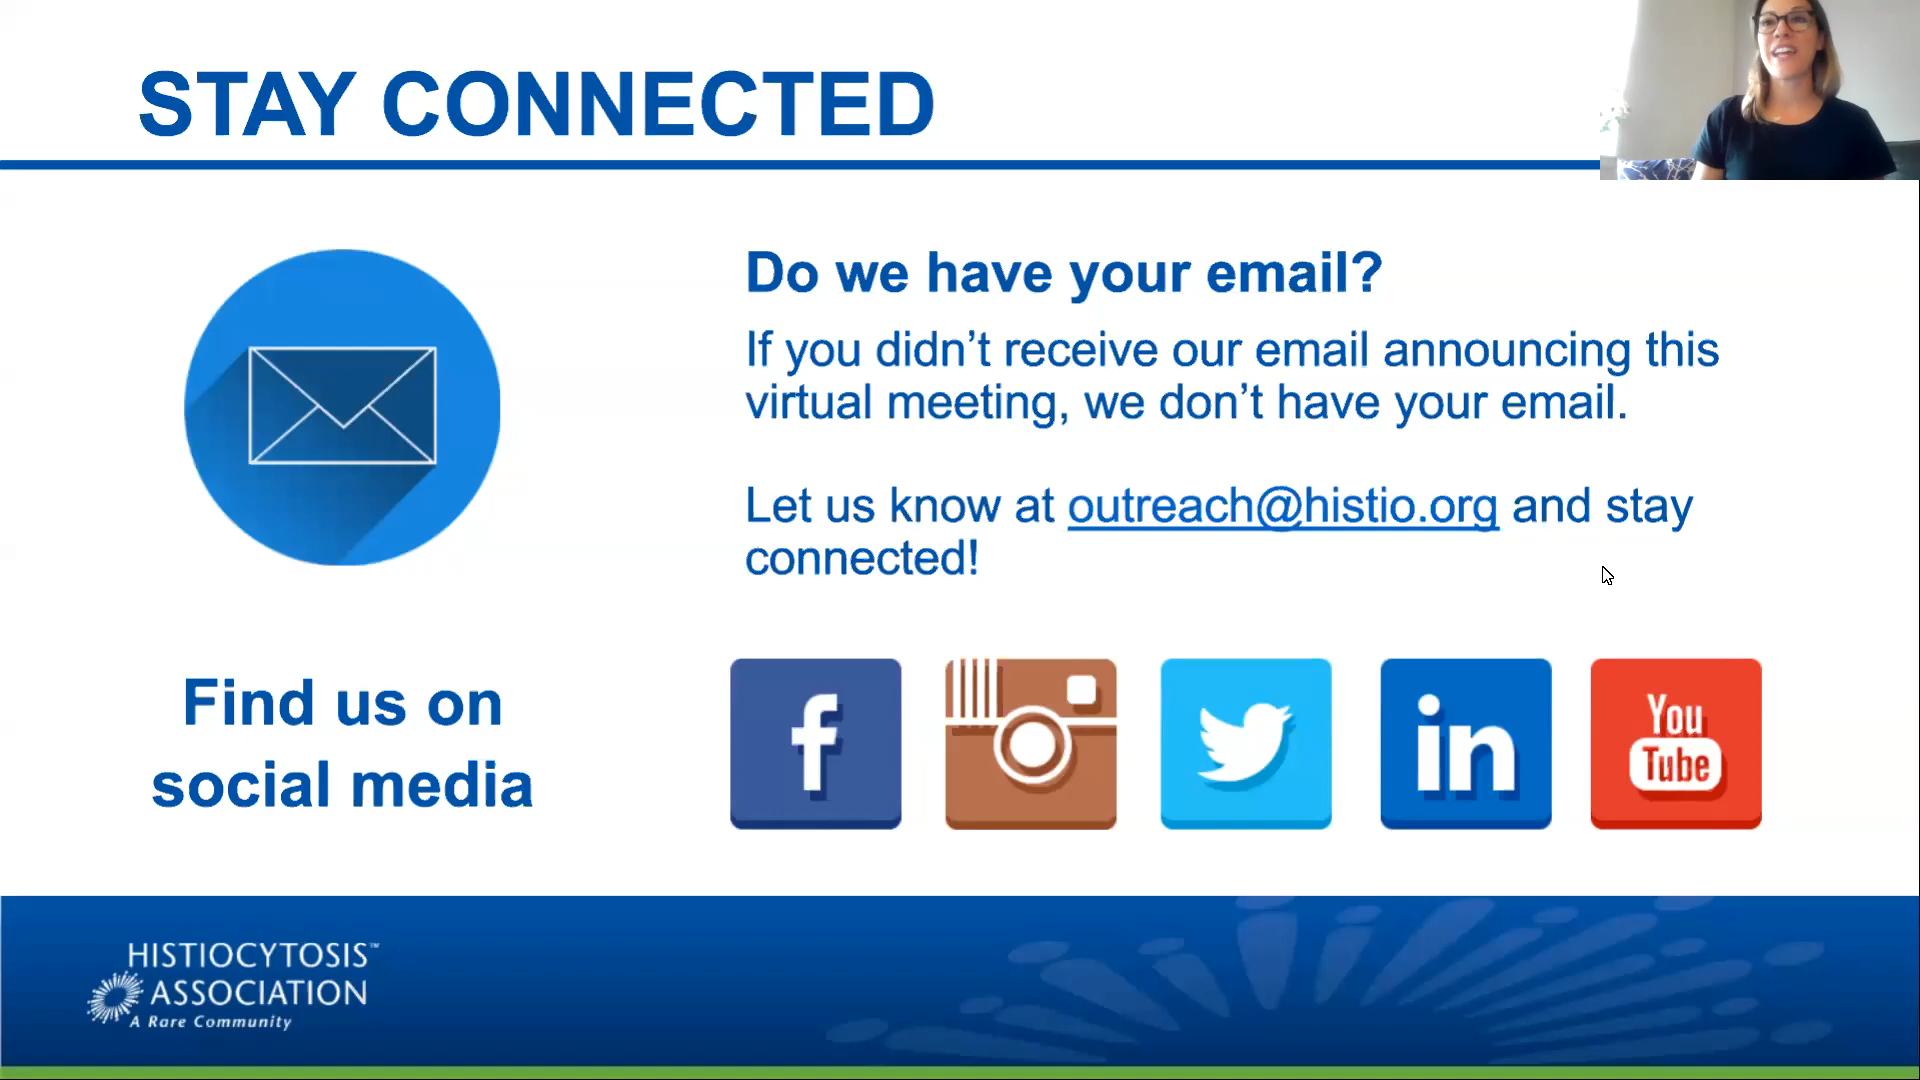 STAY CONNECTED
Do we have your email?
If you didn’t receive our email announcing this
virtual meeting, we don’t have your email.
Let us know at outreach@histio.org and stay
connected!
Find us on
social media
f
in
You
Tube
HISTIOCYTOSIS™
ASSOCIATION
A Rare Community